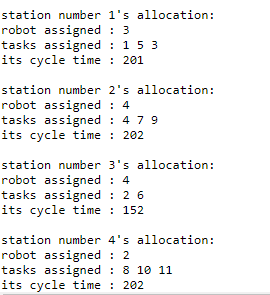 station number 1's allocation:
robot assigned : 3
tasks assigned : 1 5 3
its cycle time : 201
station number 2's allocation:
robot assigned : 4
tasks assigned : 4 7 9
its cycle time : 202
station number 3's allocation:
robot assigned : 4
tasks assigned : 2 6
its cycle time : 152
station number 4's allocation:
robot assigned : 2
tasks assigned : 8 10 11
its cycle time : 202